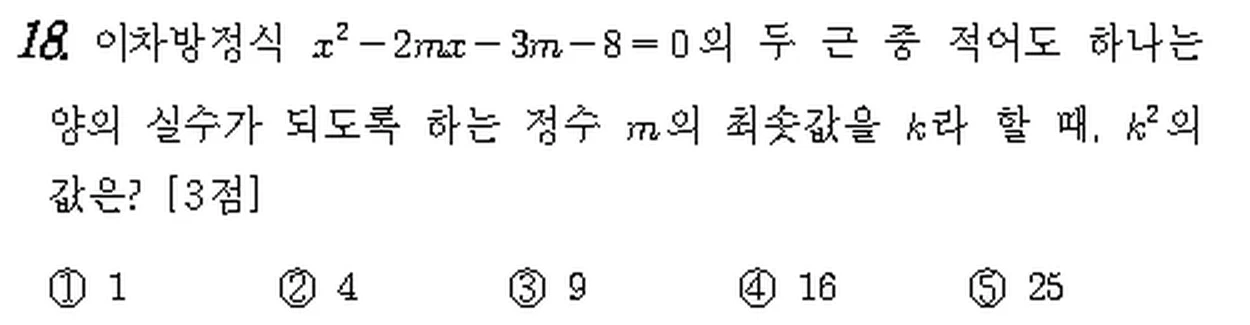 18. 이차방정식 x² - 2mx - 3m - 8 = 0의 두 근 중 적어도 하나는
양의 실수가 되도록 하는 정수 m의 최솟값을 k라 할 때, k²의
값은? [3점]
① 1 ② 4 ③ 9 ④ 16 ⑤ 25